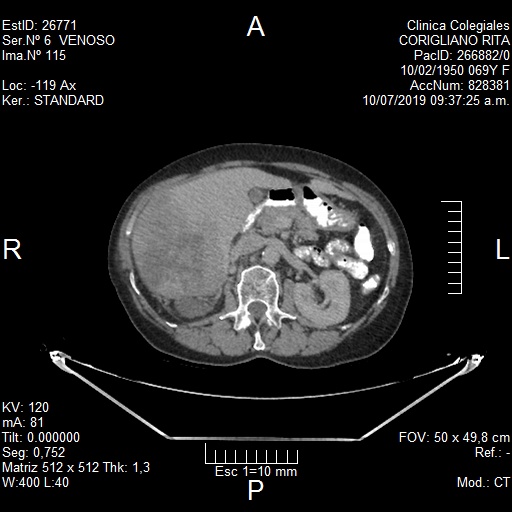 EstID: 26771
Ser.Nº 6 VENOSO
Ima.Nº 115
Loc: -119 Ax
Ker.: STANDARD
A
Clinica Colegiales
CORIGLIANO RITA
PacID: 266882/0
10/02/1950 069Y F
AccNum: 828381
10/07/2019 09:37:25 a.m.
R
L
KV: 120
mA: 81
Tilt: 0.000000
Seg: 0,752
Matriz 512 x 512 Thk: 1,3
W:400 L:40
Esc 1=10 mm
P
FOV: 50 x 49,8 cm
Ref.: -
Mod.: CT